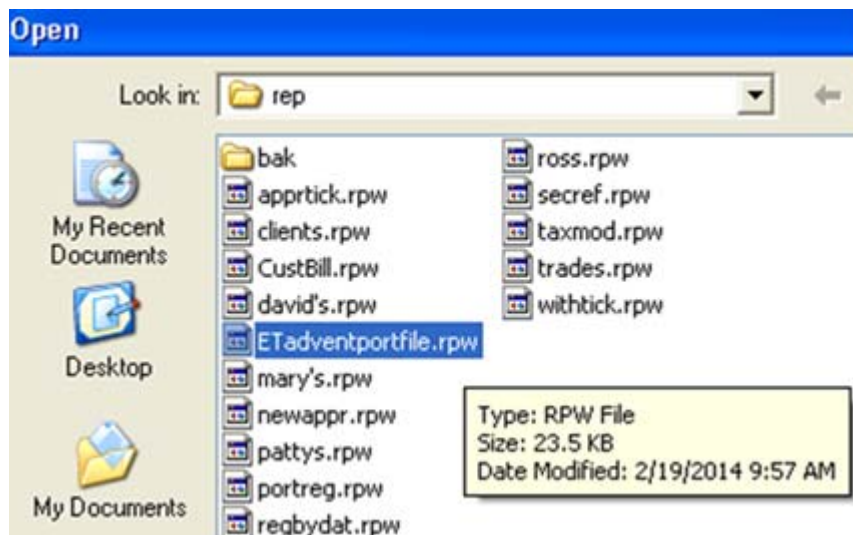 Open
Look in: rep
My Recent
Documents
Desktop
My Documents
bak
apprtick.rpw
clients.rpw
CustBill.rpw
david's.rpw
ETadventportfile.rpw
mary's.rpw
newappr.rpw
pattys.rpw
portreg.rpw
regbydat.rpw
ross.rpw
secref.rpw
taxmod.rpw
trades.rpw
withtick.rpw
Type: RPW File
Size: 23.5 KB
Date Modified: 2/19/2014 9:57 AM